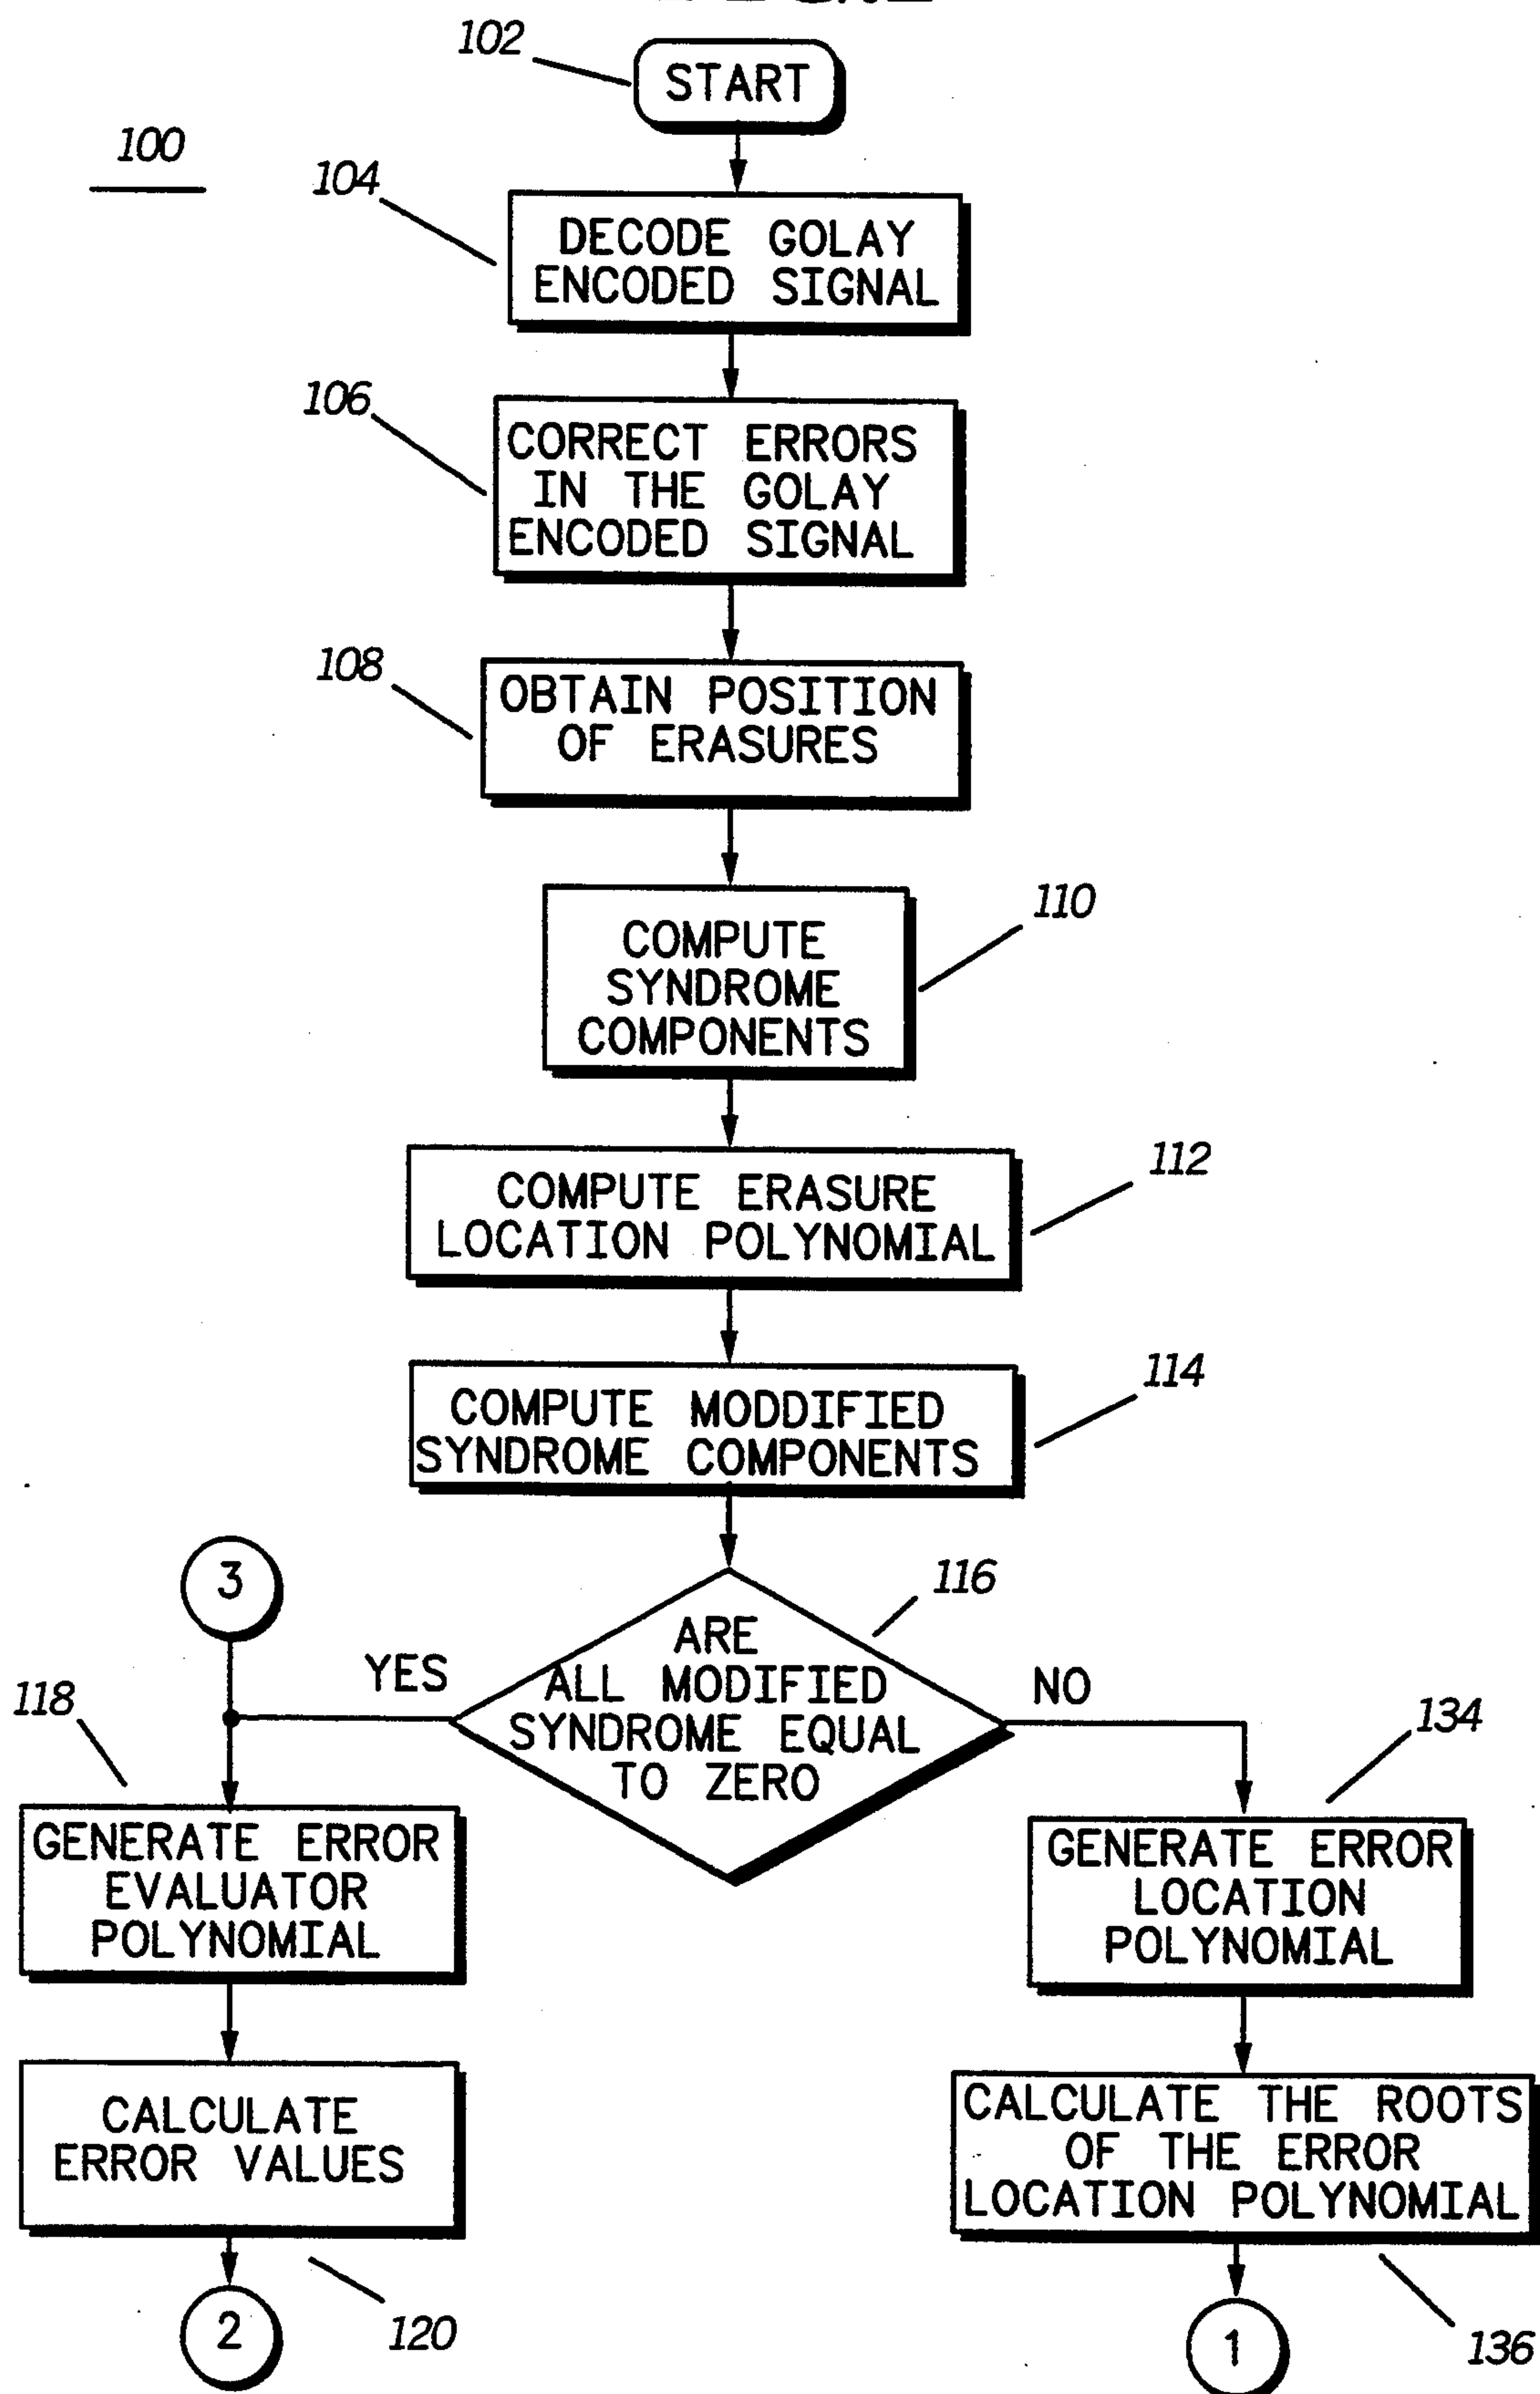 102
START
100
104
DECODE GOLAY
ENCODED SIGNAL
106
CORRECT ERRORS
IN THE GOLAY
ENCODED SIGNAL
108
OBTAIN POSITION
OF ERASURES
110
COMPUTE
SYNDROME
COMPONENTS
112
COMPUTE ERASURE
LOCATION POLYNOMIAL
114
COMPUTE MODDIFIED
SYNDROME COMPONENTS
3
116
ARE
ALL MODIFIED
SYNDROME EQUAL
TO ZERO
YES
NO
118
GENERATE ERROR
EVALUATOR
POLYNOMIAL
134
GENERATE ERROR
LOCATION
POLYNOMIAL
CALCULATE
ERROR VALUES
120
2
CALCULATE THE ROOTS
OF THE ERROR
LOCATION POLYNOMIAL
136
1